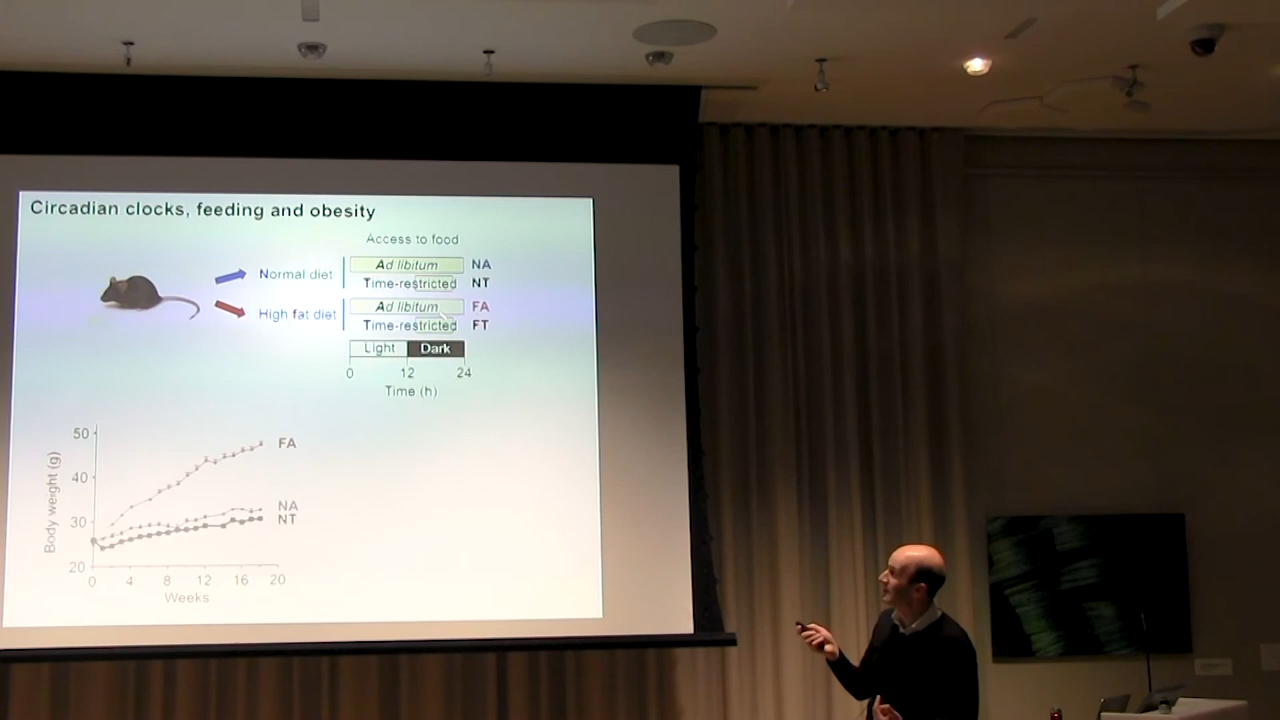 Circadian clocks, feeding and obesity
Access to food
Normal diet
Ad libitum NA
Time-restricted NT
High fat diet
Ad libitum FA
Time-restricted FT
Light Dark
0 12 24
Time (h)
Body weight (g)
50
40
30
20
FA
NA
NT
0 4 8 12 16 20
Weeks